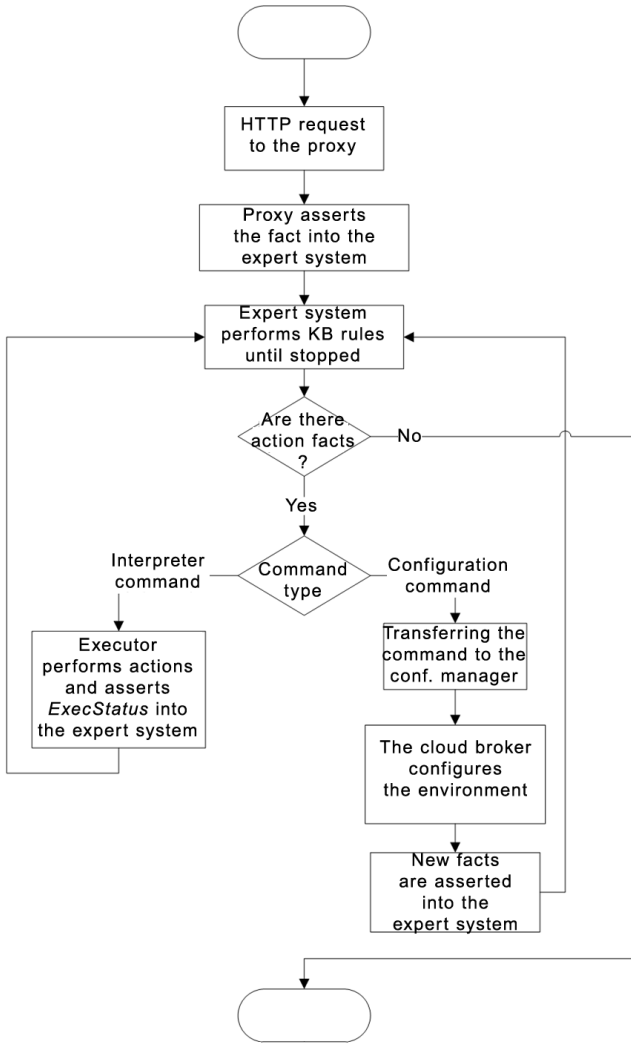 HTTP request
to the proxy
Proxy asserts
the fact into the
expert system
Expert system
performs KB rules
until stopped
Are there
action facts
?
No
Yes
Command
type
Interpreter
command
Configuration
command
Executor
performs actions
and asserts
ExecStatus into
the expert system
Transferring the
command to the
conf. manager
The cloud broker
configures
the environment
New facts
are asserted
into the
expert system